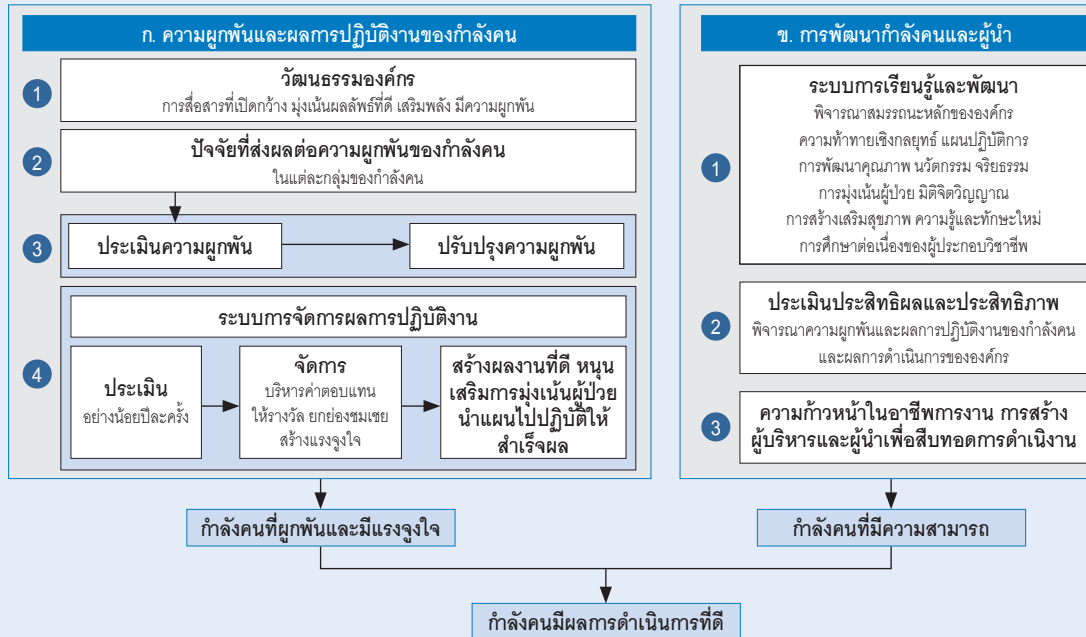 ก. ความผูกพันและผลการปฏิบัติงานของกำลังคน
1
วัฒนธรรมองค์กร
การสื่อสารที่เปิดกว้าง มุ่งเน้นผลลัพธ์ที่ดี เสริมพลัง มีความผูกพัน
2
ปัจจัยที่ส่งผลต่อความผูกพันของกำลังคน
ในแต่ละกลุ่มของกำลังคน
3
ประเมินความผูกพัน
ปรับปรุงความผูกพัน
4
ระบบการจัดการผลการปฏิบัติงาน
ประเมิน
อย่างน้อยปีละครั้ง
จัดการ
บริหารค่าตอบแทน
ให้รางวัล ยกย่องชมเชย
สร้างแรงจูงใจ
สร้างผลงานที่ดี หนุน
เสริมการมุ่งเน้นผู้ป่วย
นำแผนไปปฏิบัติให้
สำเร็จผล
ข. การพัฒนากำลังคนและผู้นำ
1
ระบบการเรียนรู้และพัฒนา
พิจารณาสมรรถนะหลักขององค์กร
ความท้าทายเชิงกลยุทธ์ แผนปฏิบัติการ
การพัฒนาคุณภาพ นวัตกรรม จริยธรรม
การมุ่งเน้นผู้ป่วย มิติจิตวิญญาณ
การสร้างเสริมสุขภาพ ความรู้และทักษะใหม่
การศึกษาต่อเนื่องของผู้ประกอบวิชาชีพ
2
ประเมินประสิทธิผลและประสิทธิภาพ
พิจารณาความผูกพันและผลการปฏิบัติงานของกำลังคน
และผลการดำเนินการขององค์กร
3
ความก้าวหน้าในอาชีพการงาน การสร้าง
ผู้บริหารและผู้นำเพื่อสืบทอดการดำเนิงาน
กำลังคนที่ผูกพันและมีแรงจูงใจ
กำลังคนที่มีความสามารถ
กำลังคนมีผลการดำเนินการที่ดี